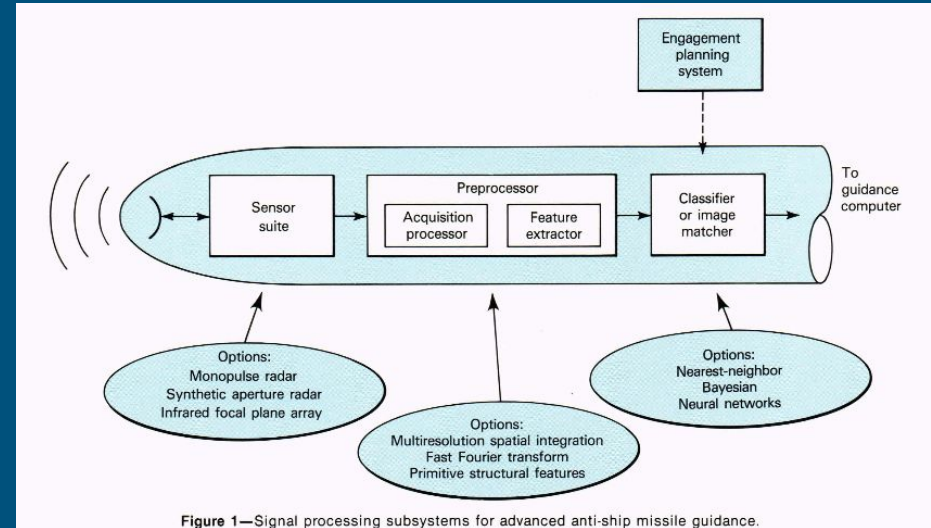 Engagement
planning
system
Sensor
suite
Preprocessor
Acquisition
processor
Feature
extractor
Classifier
or image
matcher
To
guidance
computer
Options:
Monopulse radar
Synthetic aperture radar
Infrared focal plane array
Options:
Multiresolution spatial integration
Fast Fourier transform
Primitive structural features
Options:
Nearest-neighbor
Bayesian
Neural networks
Figure 1—Signal processing subsystems for advanced anti-ship missile guidance.